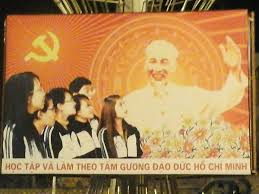 HỌC TẬP VÀ LÀM THEO TẤM GƯƠNG ĐẠO ĐỨC HỒ CHÍ MINH